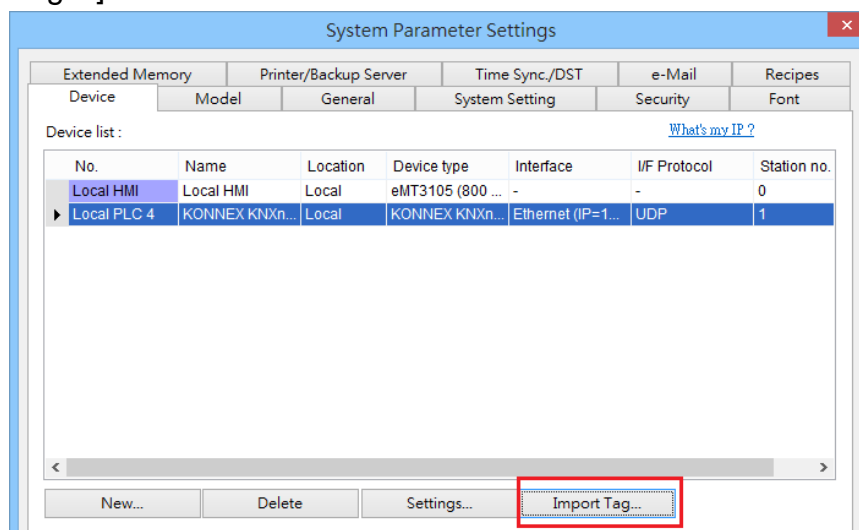 System Parameter Settings
Extended Memory Printer/Backup Server Time Sync./DST e-Mail Recipes
Device Model General System Setting Security Font
Device list : What's my IP ?
No. Name Location Device type Interface I/F Protocol Station no.
Local HMI Local HMI Local eMT3105 (800 ... - - 0
Local PLC 4 KONNEX KNXn... Local KONNEX KNXn... Ethernet (IP=1... UDP 1
New... Delete Settings... Import Tag...